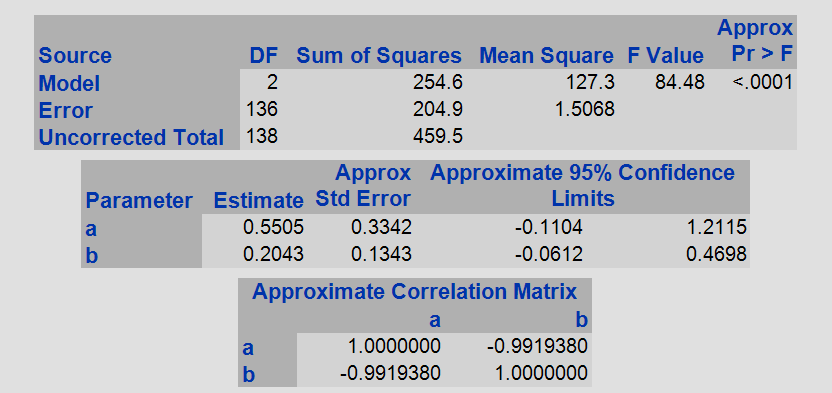 Approx
Source DF Sum of Squares Mean Square F Value Pr > F
Model 2 254.6 127.3 84.48 <.0001
Error 136 204.9 1.5068
Uncorrected Total 138 459.5
Approx Approximate 95% Confidence
Parameter Estimate Std Error Limits
a 0.5505 0.3342 -0.1104 1.2115
b 0.2043 0.1343 -0.0612 0.4698
Approximate Correlation Matrix
a b
a 1.0000000 -0.9919380
b -0.9919380 1.0000000